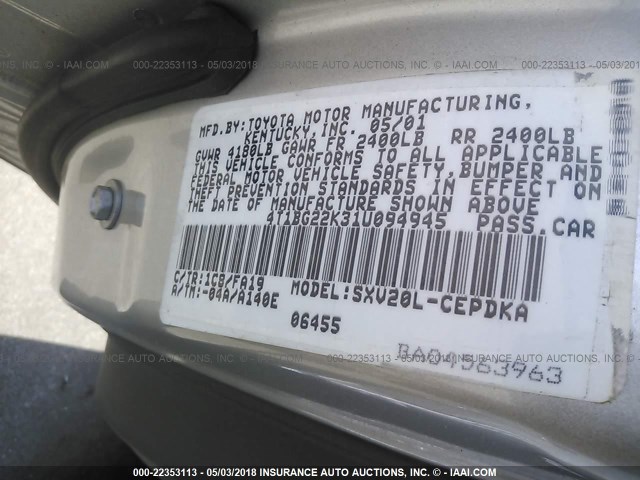 000-22353113 - 05/03/2018 INSURANCE AUTO AUCTIONS, INC. - © IAAI.COM
MFD.BY:TOYOTA MOTOR MANUFACTURING,
KENTUCKY,INC. 05/01
GVWR 4180LB GAWR FR 2400LB RR 2400LB
THIS VEHICLE CONFORMS TO ALL APPLICABLE
FEDERAL MOTOR VEHICLE SAFETY,BUMPER AND
THEFT PREVENTION STANDARDS IN EFFECT ON
THE DATE OF MANUFACTURE SHOWN ABOVE
4T1BG22K31U094945 PASS.CAR
C/TR:1C8/FA19 MODEL:SXV20L-CEPDKA
A/TM:-04A/A140E
06455
BA04563963
000-22353113 - 05/03/2018 INSURANCE AUTO AUCTIONS, INC. - © IAAI.COM